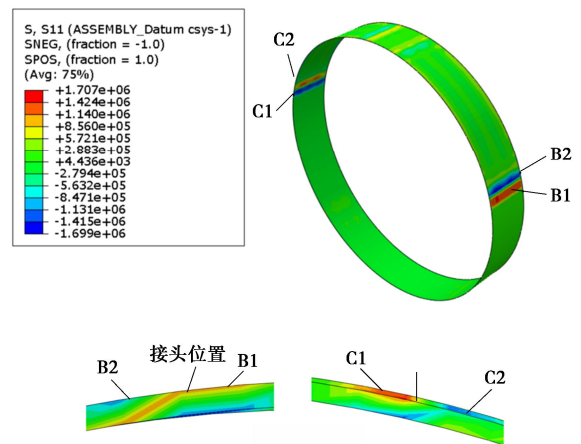 S, S11 (ASSEMBLY_Datum csys-1)
SNEG, (fraction = -1.0)
SPOS, (fraction = 1.0)
(Avg: 75%)
+1.707e+06
+1.424e+06
+1.140e+06
+8.560e+05
+5.721e+05
+2.883e+05
+4.436e+03
-2.794e+05
-5.632e+05
-8.471e+05
-1.131e+06
-1.415e+06
-1.699e+06
C2
C1
B2
B1
B2
接头位置
B1
C1
C2